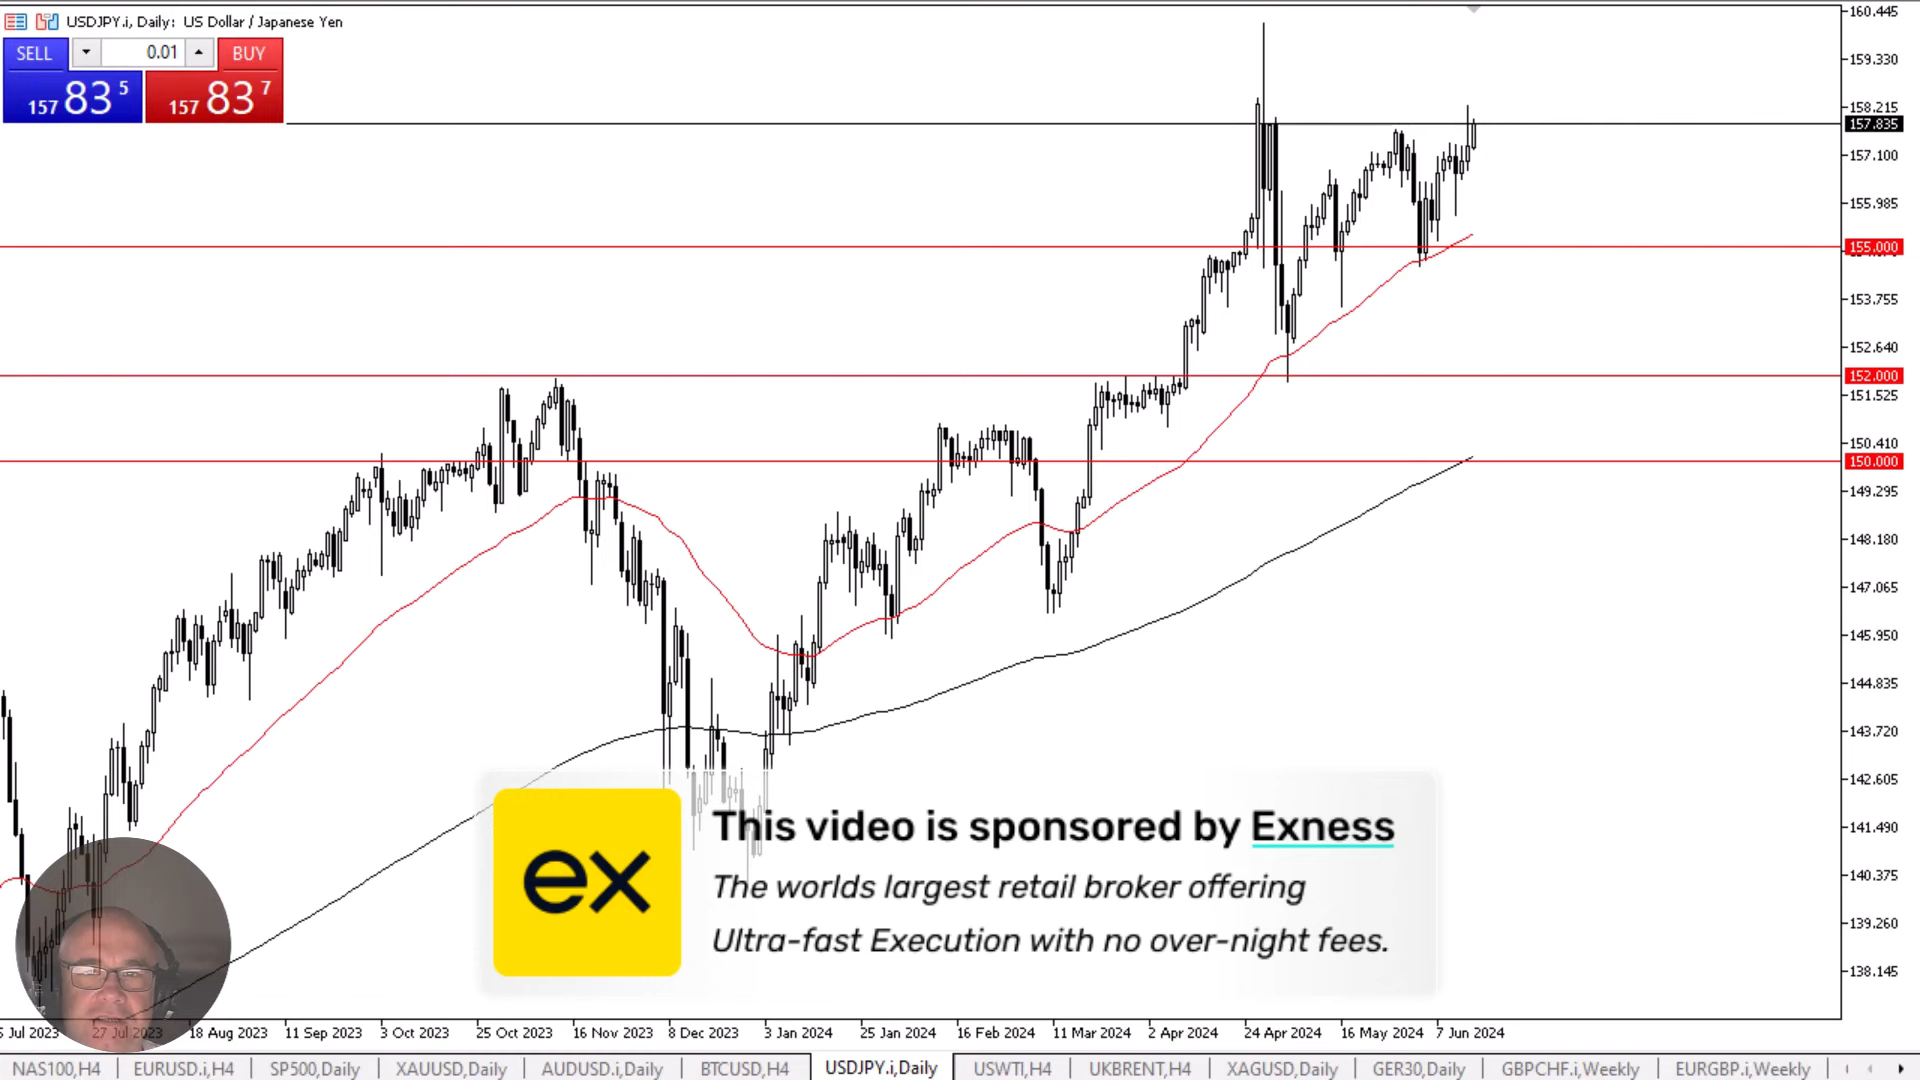 USDJPY.i, Daily: US Dollar / Japanese Yen
SELL 0.01 BUY
157 83 5 157 83 7
160.445
159.330
158.215
157.835
157.100
155.985
155.000
153.755
152.640
152.000
151.525
150.410
150.000
149.295
148.180
147.065
145.950
144.835
143.720
142.605
141.490
140.375
139.260
138.145
ex
This video is sponsored by Exness
The worlds largest retail broker offering
Ultra-fast Execution with no over-night fees.
5 Jul 2023 27 Jul 2023 18 Aug 2023 11 Sep 2023 3 Oct 2023 25 Oct 2023 16 Nov 2023 8 Dec 2023 3 Jan 2024 25 Jan 2024 16 Feb 2024 11 Mar 2024 2 Apr 2024 24 Apr 2024 16 May 2024 7 Jun 2024
NAS100,H4 EURUSD.i,H4 SP500,Daily XAUUSD,Daily AUDUSD.i,Daily BTCUSD,H4 USDJPY.i,Daily USWTI,H4 UKBRENT,H4 XAGUSD,Daily GER30,Daily GBPCHF.i,Weekly EURGBP.i,Weekly